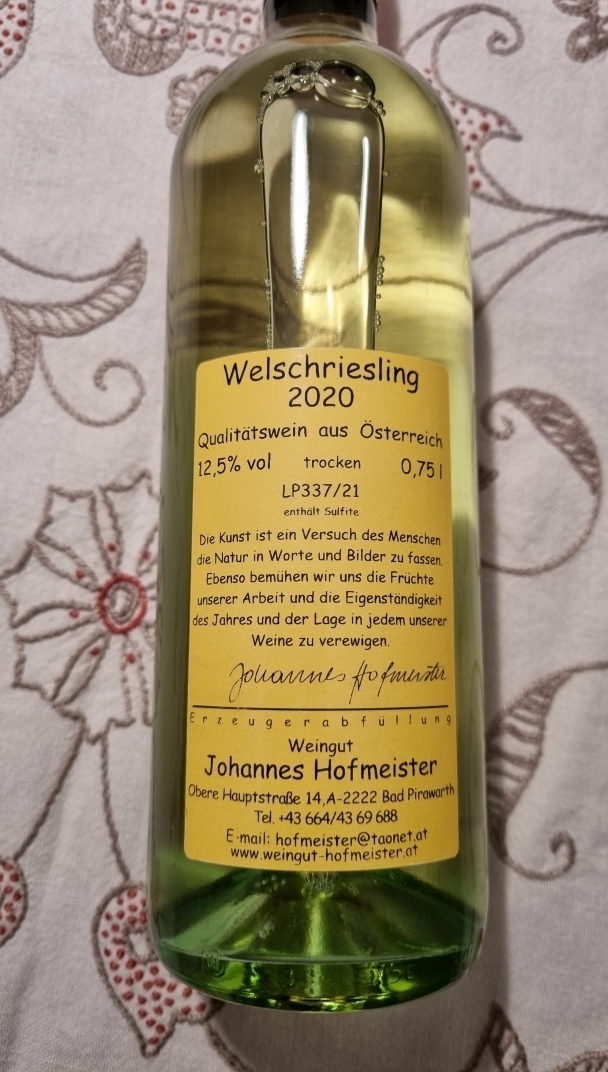 Welschriesling
2020
Qualitätswein aus Österreich
12,5% vol trocken 0,75 l
LP337/21
enthält Sulfite
Die Kunst ist ein Versuch des Menschen
die Natur in Worte und Bilder zu fassen.
Ebenso bemühen wir uns die Früchte
unserer Arbeit und die Eigenständigkeit
des Jahres und der Lage in jedem unserer
Weine zu verewigen.
Johannes Hofmeister
Erzeugerabfüllung
Weingut
Johannes Hofmeister
Obere Hauptstraße 14,A-2222 Bad Pirawarth
Tel. +43 664/43 69 688
E-mail: hofmeister@taonet.at
www.weingut-hofmeister.at